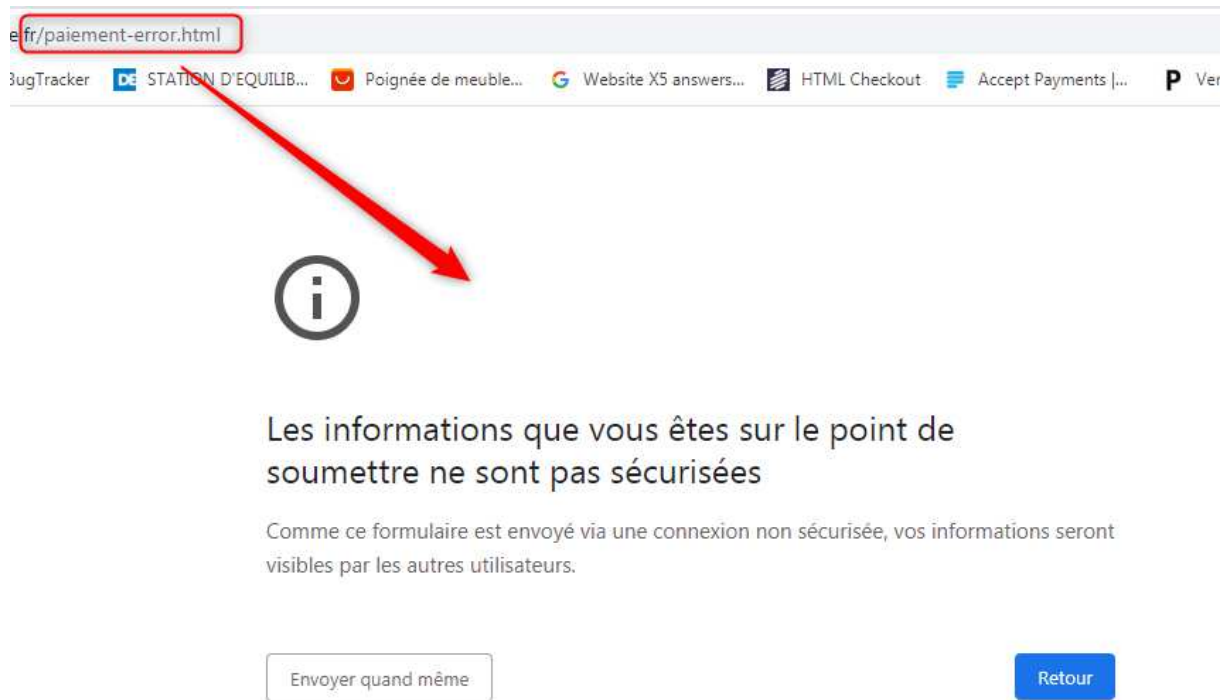 e.fr/paiement-error.html
BugTracker DE STATION D'EQUILIB... Poignée de meuble... G Website X5 answers... HTML Checkout Accept Payments |... P Ver
Les informations que vous êtes sur le point de
soumettre ne sont pas sécurisées
Comme ce formulaire est envoyé via une connexion non sécurisée, vos informations seront
visibles par les autres utilisateurs.
Envoyer quand même Retour